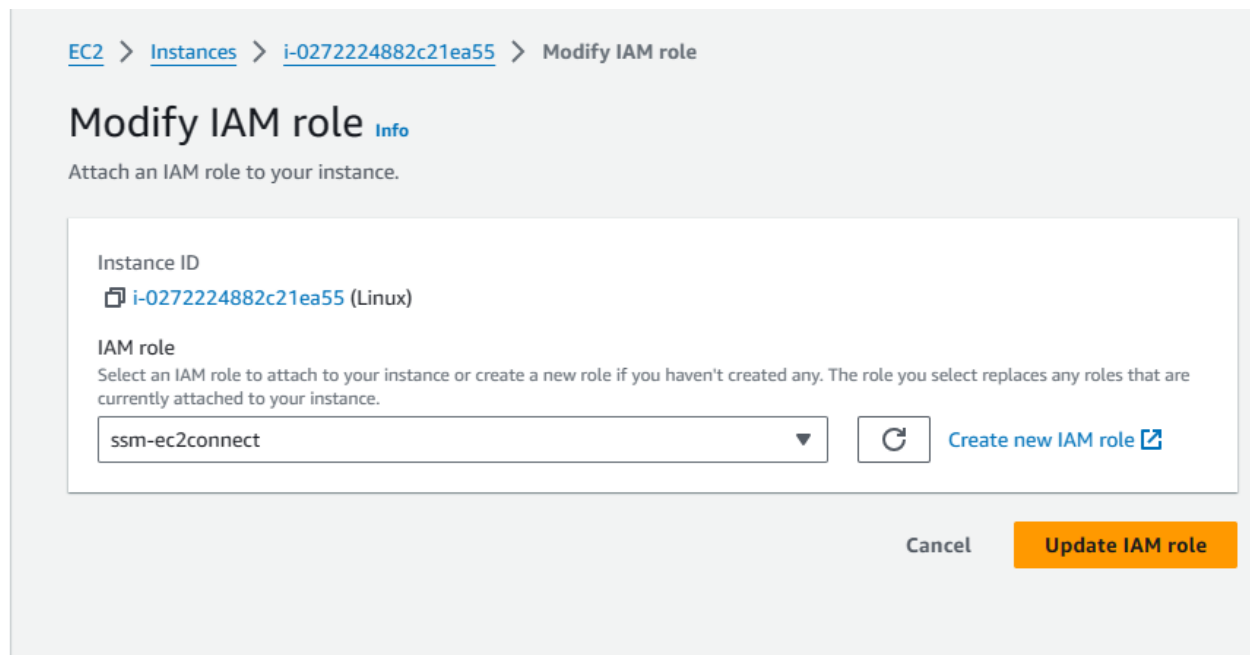 EC2 > Instances > i-0272224882c21ea55 > Modify IAM role
Modify IAM role Info
Attach an IAM role to your instance.
Instance ID
i-0272224882c21ea55 (Linux)
IAM role
Select an IAM role to attach to your instance or create a new role if you haven't created any. The role you select replaces any roles that are
currently attached to your instance.
ssm-ec2connect
Create new IAM role
Cancel
Update IAM role